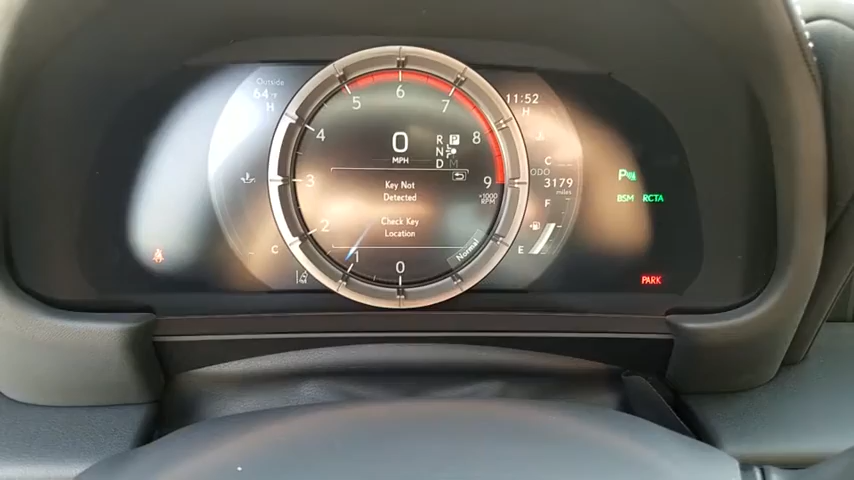 Outside
64°F
H
C
5
6
7
4
8
3
9
2
1
0
x1000
RPM
0
MPH
R P
N
D M
Key Not
Detected
Check Key
Location
Normal
11:52
H
C
ODO
3179
miles
F
E
P
BSM RCTA
PARK